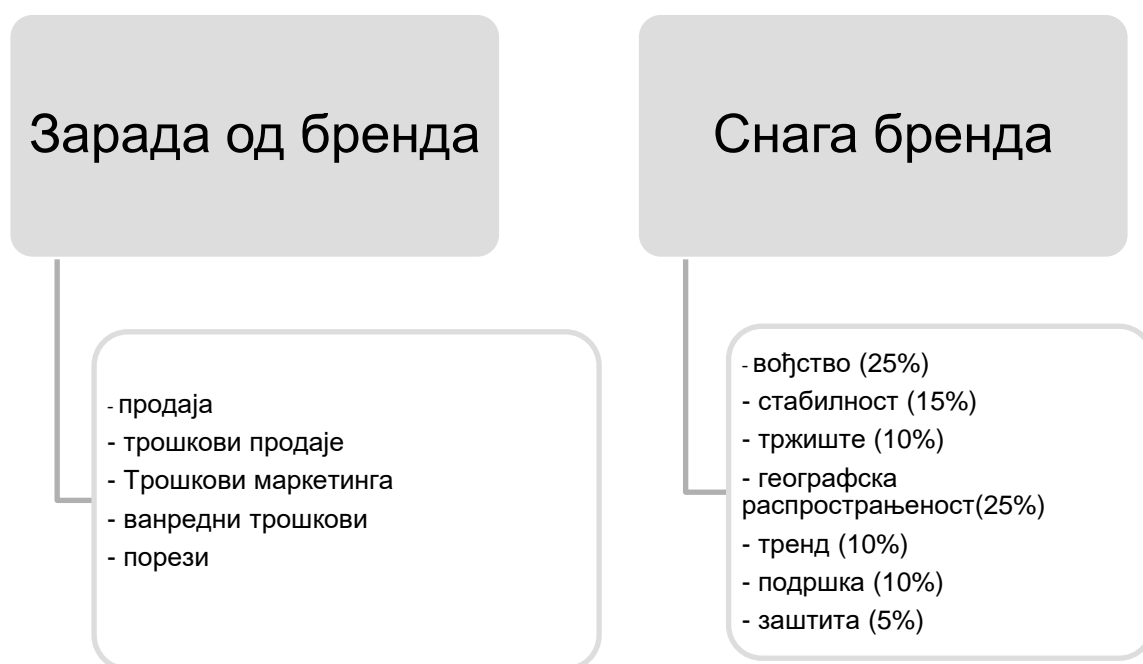 Зарада од бренда
- продаја
- трошкови продаје
- Трошкови маркетинга
- ванредни трошкови
- порези
Снага бренда
- вођство (25%)
- стабилност (15%)
- тржиште (10%)
- географска
распрострањеност(25%)
- тренд (10%)
- подршка (10%)
- заштита (5%)